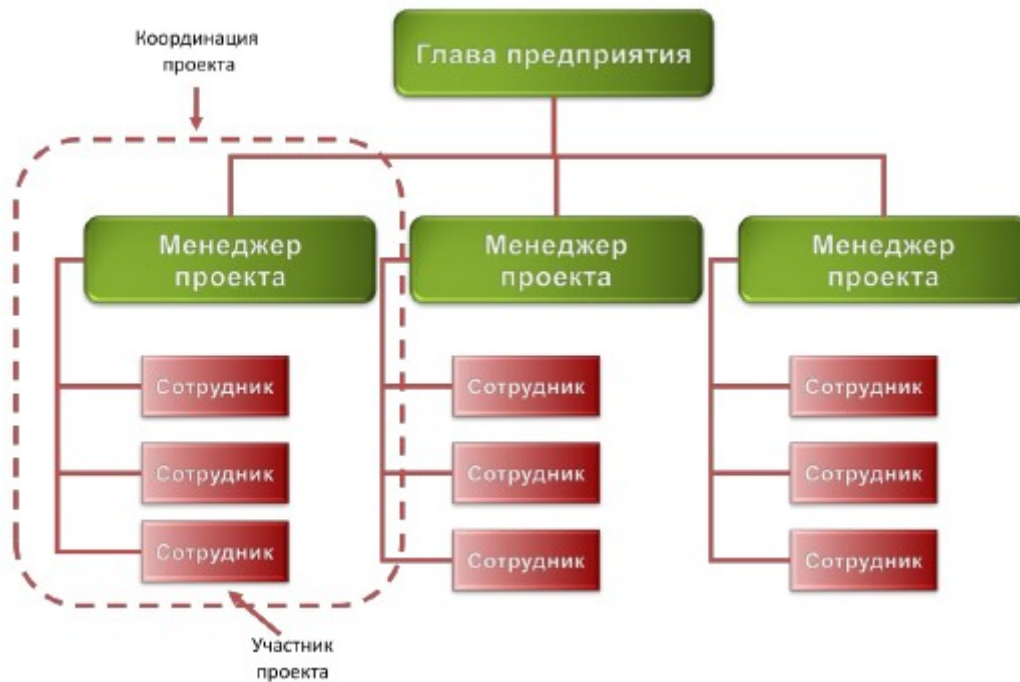 Координация
проекта
Глава предприятия
Менеджер
проекта
Менеджер
проекта
Менеджер
проекта
Сотрудник
Сотрудник
Сотрудник
Сотрудник
Сотрудник
Сотрудник
Сотрудник
Сотрудник
Сотрудник
Участник
проекта